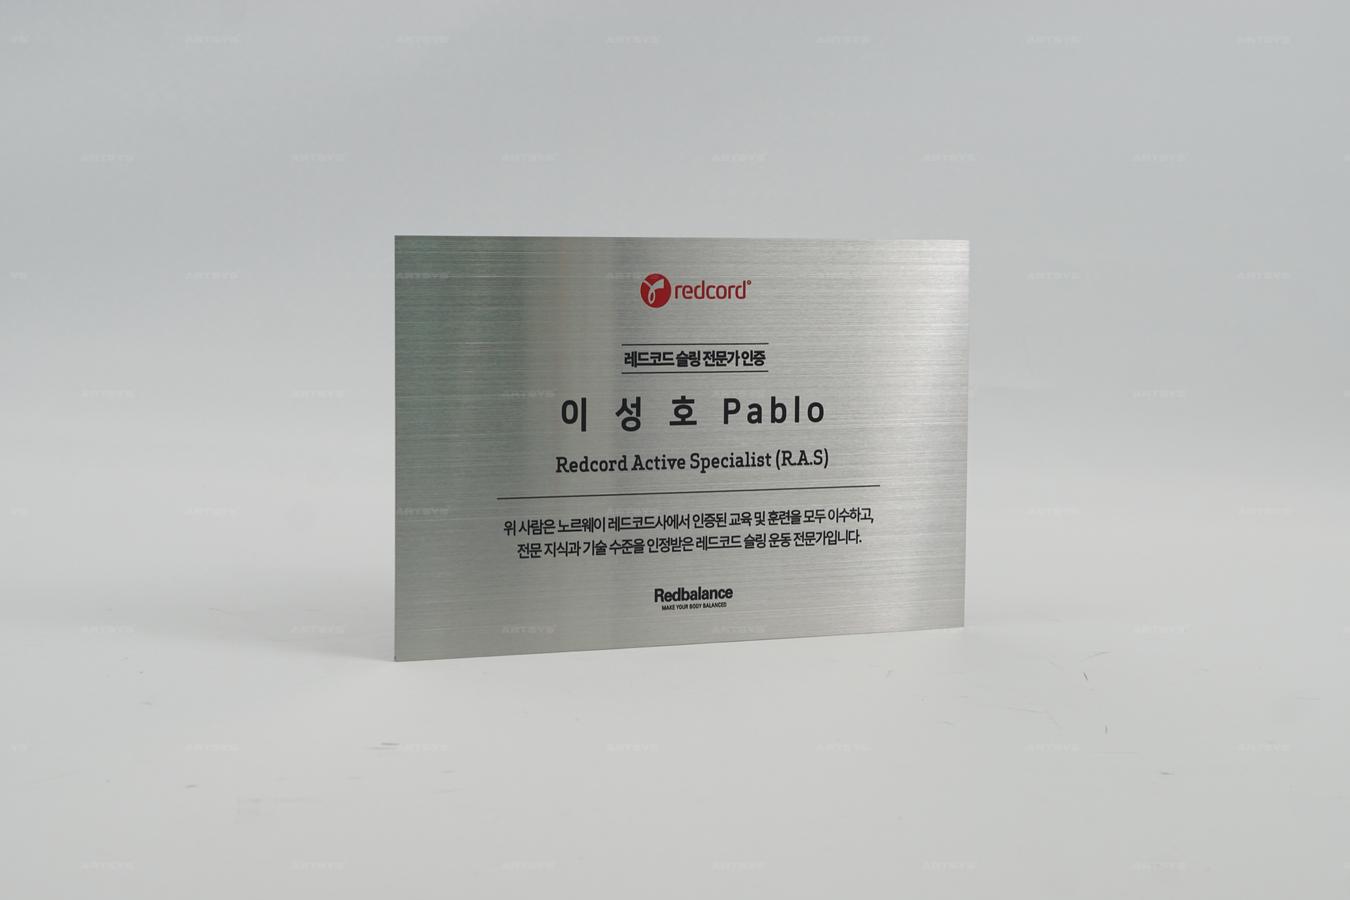 redcord
레드코드 슬링 전문가 인증
이 성 호 Pablo
Redcord Active Specialist (R.A.S)
위 사람은 노르웨이 레드코드사에서 인증된 교육 및 훈련을 모두 이수하고,
전문 지식과 기술 수준을 인정받은 레드코드 슬링 운동 전문가입니다.
Redbalance
MAKE YOUR BODY BALANCED
ARTSYS